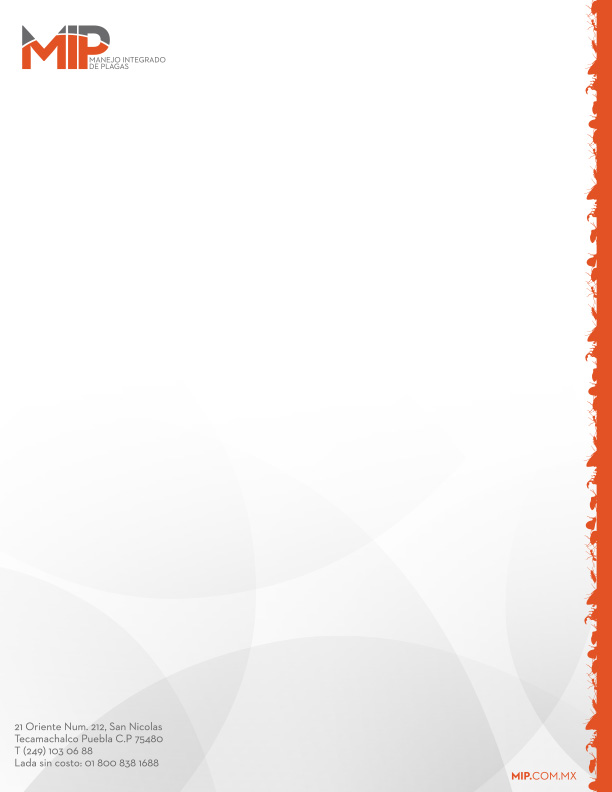 MIP
MANEJO INTEGRADO
DE PLAGAS
21 Oriente Num. 212, San Nicolas
Tecamachalco Puebla C.P 75480
T (249) 103 06 88
Lada sin costo: 01 800 838 1688
MIP.COM.MX